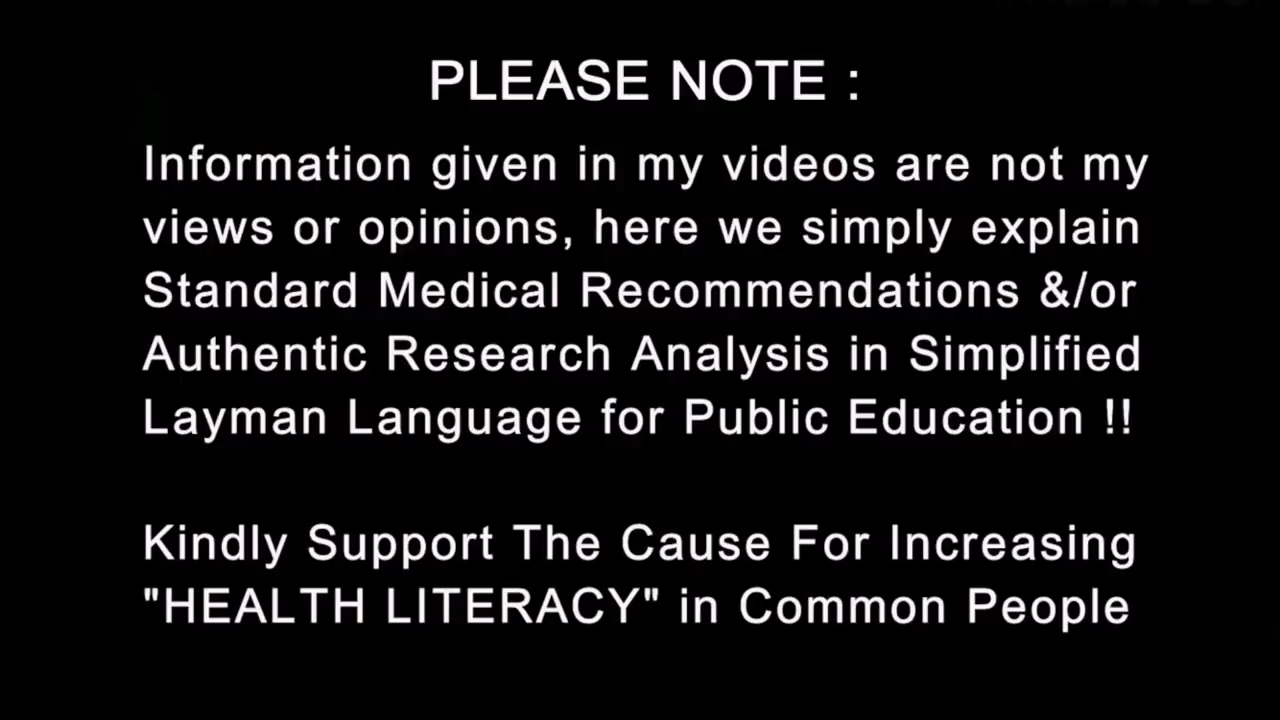 PLEASE NOTE :
Information given in my videos are not my
views or opinions, here we simply explain
Standard Medical Recommendations &/or
Authentic Research Analysis in Simplified
Layman Language for Public Education !!
Kindly Support The Cause For Increasing
"HEALTH LITERACY" in Common People